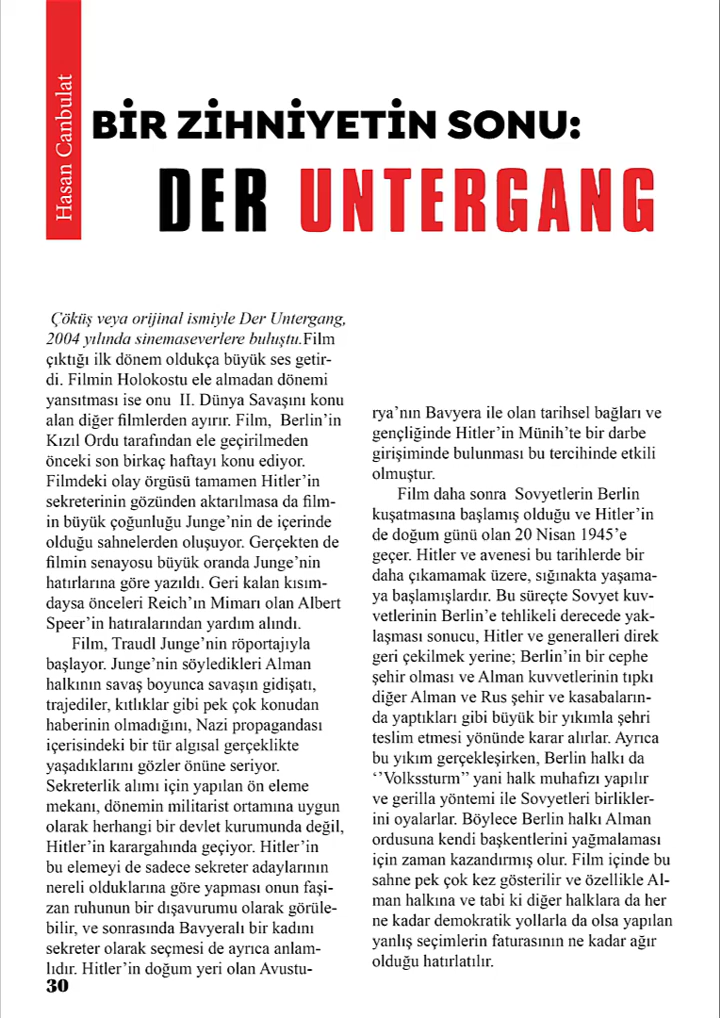 Hasan Canbulat
BİR ZİHNİYETİN SONU:
DER UNTERGANG
Çöküş veya orijinal ismiyle Der Untergang,
2004 yılında sinemaseverlere buluştu.Film
çıktığı ilk dönem oldukça büyük ses getir-
di. Filmin Holokostu ele almadan dönemi
yansıtması ise onu  II. Dünya Savaşını konu
alan diğer filmlerden ayırır. Film,  Berlin’in
Kızıl Ordu tarafından ele geçirilmeden
önceki son birkaç haftayı konu ediyor.
Filmdeki olay örgüsü tamamen Hitler’in
sekreterinin gözünden aktarılmasa da film-
in büyük çoğunluğu Junge’nin de içerinde
olduğu sahnelerden oluşuyor. Gerçekten de
filmin senayosu büyük oranda Junge’nin
hatırlarına göre yazıldı. Geri kalan kısım-
daysa önceleri Reich’ın Mimarı olan Albert
Speer’in hatıralarından yardım alındı.
Film, Traudl Junge’nin röportajıyla
başlayor. Junge’nin söyledikleri Alman
halkının savaş boyunca savaşın gidişatı,
trajediler, kıtlıklar gibi pek çok konudan
haberinin olmadığını, Nazi propagandası
içerisindeki bir tür algısal gerçeklikte
yaşadıklarını gözler önüne seriyor.
Sekreterlik alımı için yapılan ön eleme
mekanı, dönemin militarist ortamına uygun
olarak herhangi bir devlet kurumunda değil,
Hitler’in karargahında geçiyor. Hitler’in
bu elemeyi de sadece sekreter adaylarının
nereli olduklarına göre yapması onun faşi-
zan ruhunun bir dışavurumu olarak görüle-
bilir, ve sonrasında Bavyeralı bir kadını
sekreter olarak seçmesi de ayrıca anlam-
lıdır. Hitler’in doğum yeri olan Avustu-
rya’nın Bavyera ile olan tarihsel bağları ve
gençliğinde Hitler’in Münih’te bir darbe
girişiminde bulunması bu tercihinde etkili
olmuştur.
Film daha sonra  Sovyetlerin Berlin
kuşatmasına başlamış olduğu ve Hitler’in
de doğum günü olan 20 Nisan 1945’e
geçer. Hitler ve avenesi bu tarihlerde bir
daha çıkamamak üzere, sığınakta yaşama-
ya başlamışlardır. Bu süreçte Sovyet kuv-
vetlerinin Berlin’e tehlikeli derecede yak-
laşması sonucu, Hitler ve generalleri direk
geri çekilmek yerine; Berlin’in bir cephe
şehir olması ve Alman kuvvetlerinin tıpkı
diğer Alman ve Rus şehir ve kasabaların-
da yaptıkları gibi büyük bir yıkımla şehri
teslim etmesi yönünde karar alırlar. Ayrıca
bu yıkım gerçekleşirken, Berlin halkı da
‘’Volkssturm’’ yani halk muhafızı yapılır
ve gerilla yöntemi ile Sovyetleri birlikler-
ini oyalarlar. Böylece Berlin halkı Alman
ordusuna kendi başkentlerini yağmalaması
için zaman kazandırmış olur. Film içinde bu
sahne pek çok kez gösterilir ve özellikle Al-
man halkına ve tabi ki diğer halklara da her
ne kadar demokratik yollarla da olsa yapılan
yanlış seçimlerin faturasının ne kadar ağır
olduğu hatırlatılır.
30